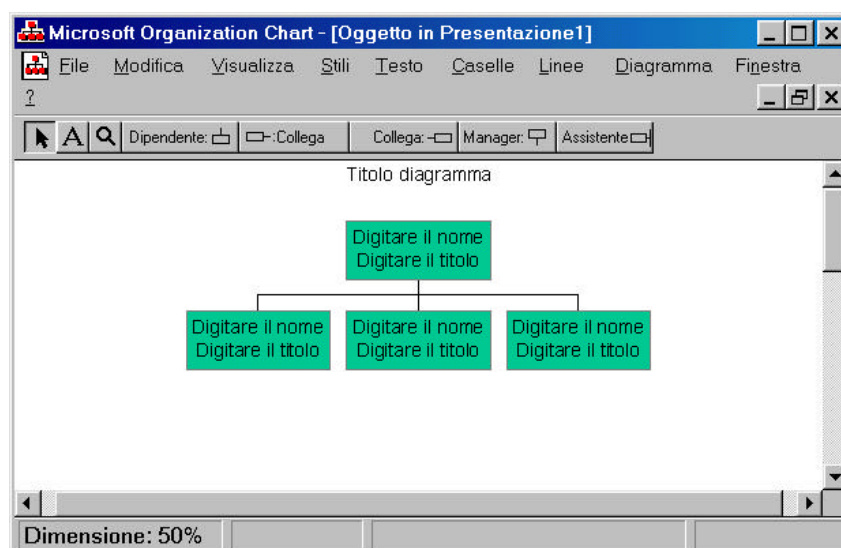 Microsoft Organization Chart - [Oggetto in Presentazione1]
File Modifica Visualizza Stili Testo Caselle Linee Diagramma Finestra
?
A Dipendente: :Collega Collega: Manager: Assistente
Titolo diagramma
Digitare il nome
Digitare il titolo
Digitare il nome Digitare il nome Digitare il nome
Digitare il titolo Digitare il titolo Digitare il titolo
Dimensione: 50%